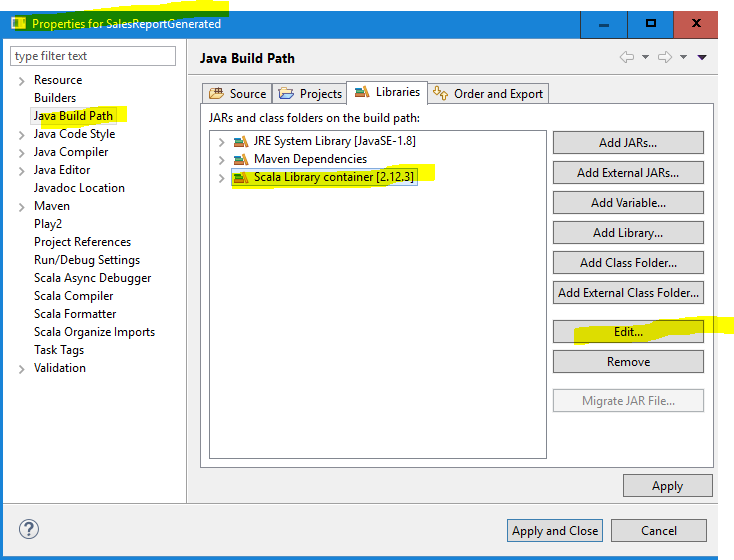 Properties for SalesReportGenerated
type filter text
Resource
Builders
Java Build Path
Java Code Style
Java Compiler
Java Editor
Javadoc Location
Maven
Play2
Project References
Run/Debug Settings
Scala Async Debugger
Scala Compiler
Scala Formatter
Scala Organize Imports
Task Tags
Validation
Java Build Path
Source Projects Libraries Order and Export
JARs and class folders on the build path:
JRE System Library [JavaSE-1.8]
Maven Dependencies
Scala Library container [2.12.3]
Add JARs...
Add External JARs...
Add Variable...
Add Library...
Add Class Folder...
Add External Class Folder...
Edit...
Remove
Migrate JAR File...
Apply
Apply and Close Cancel